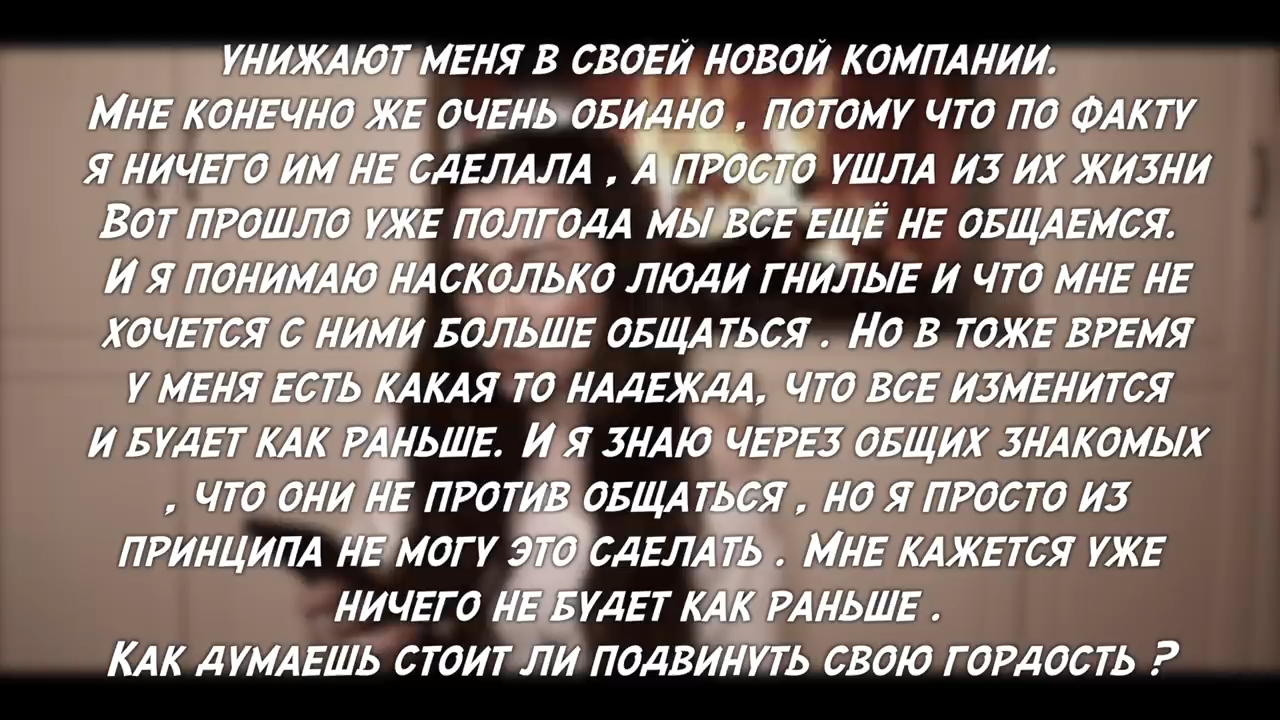 унижают меня в своей новой компании.
Мне конечно же очень обидно , потому что по факту
я ничего им не сделала , а просто ушла из их жизни
Вот прошло уже полгода мы все ещё не общаемся.
И я понимаю насколько люди гнилые и что мне не
хочется с ними больше общаться . Но в тоже время
у меня есть какая то надежда, что все изменится
и будет как раньше. И я знаю через общих знакомых
, что они не против общаться , но я просто из
принципа не могу это сделать . Мне кажется уже
ничего не будет как раньше .
Как думаешь стоит ли подвинуть свою гордость ?